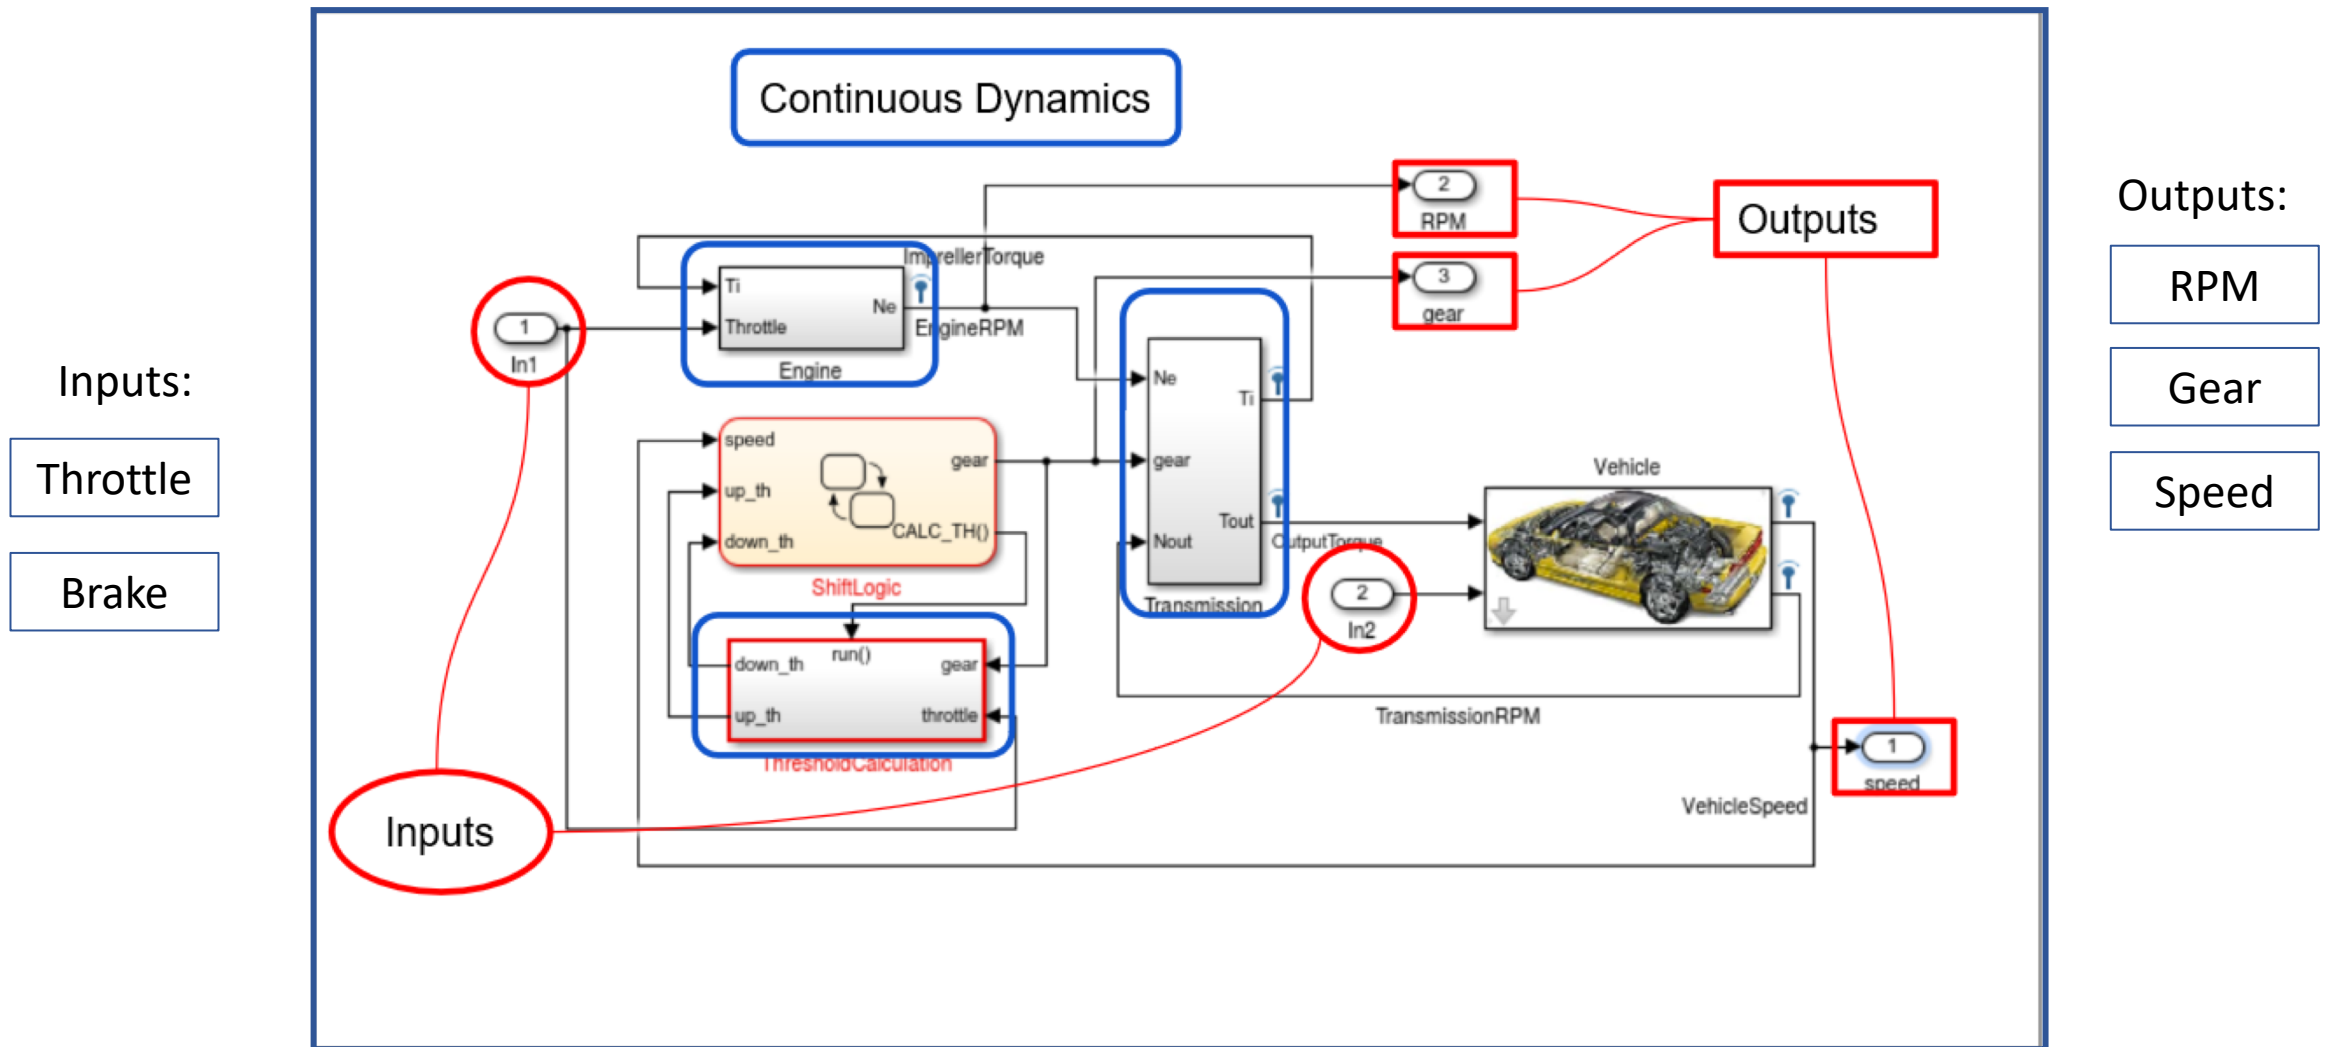 Continuous Dynamics
Inputs:
Throttle
Brake
Outputs:
RPM
Gear
Speed
2
RPM
Outputs
3
gear
ImprellerTorque
Ti
Throttle
Ne
EngineRPM
Engine
1
In1
Ne
gear
Nout
Ti
Tout
Transmission
OutputTorque
speed
up_th
down_th
gear
CALC_TH()
ShiftLogic
run()
down_th
up_th
gear
throttle
ThresholdCalculation
Vehicle
2
In2
TransmissionRPM
1
speed
VehicleSpeed
Inputs